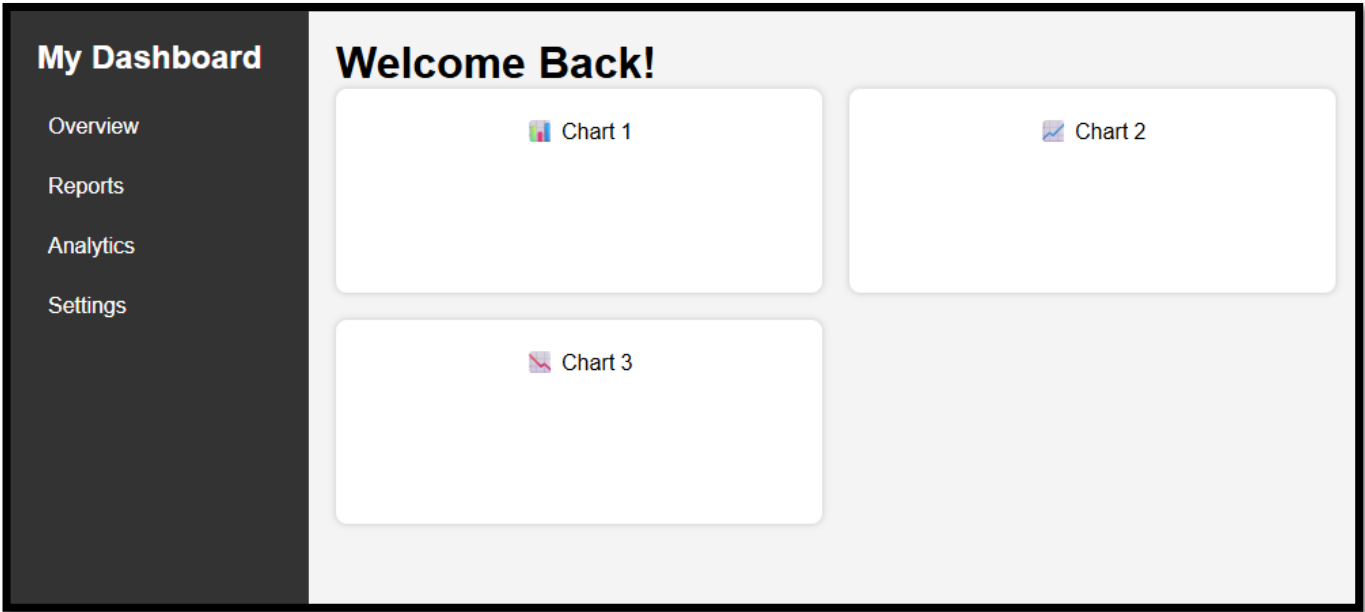 My Dashboard
Overview
Reports
Analytics
Settings
Welcome Back!
📊 Chart 1
📈 Chart 2
📉 Chart 3